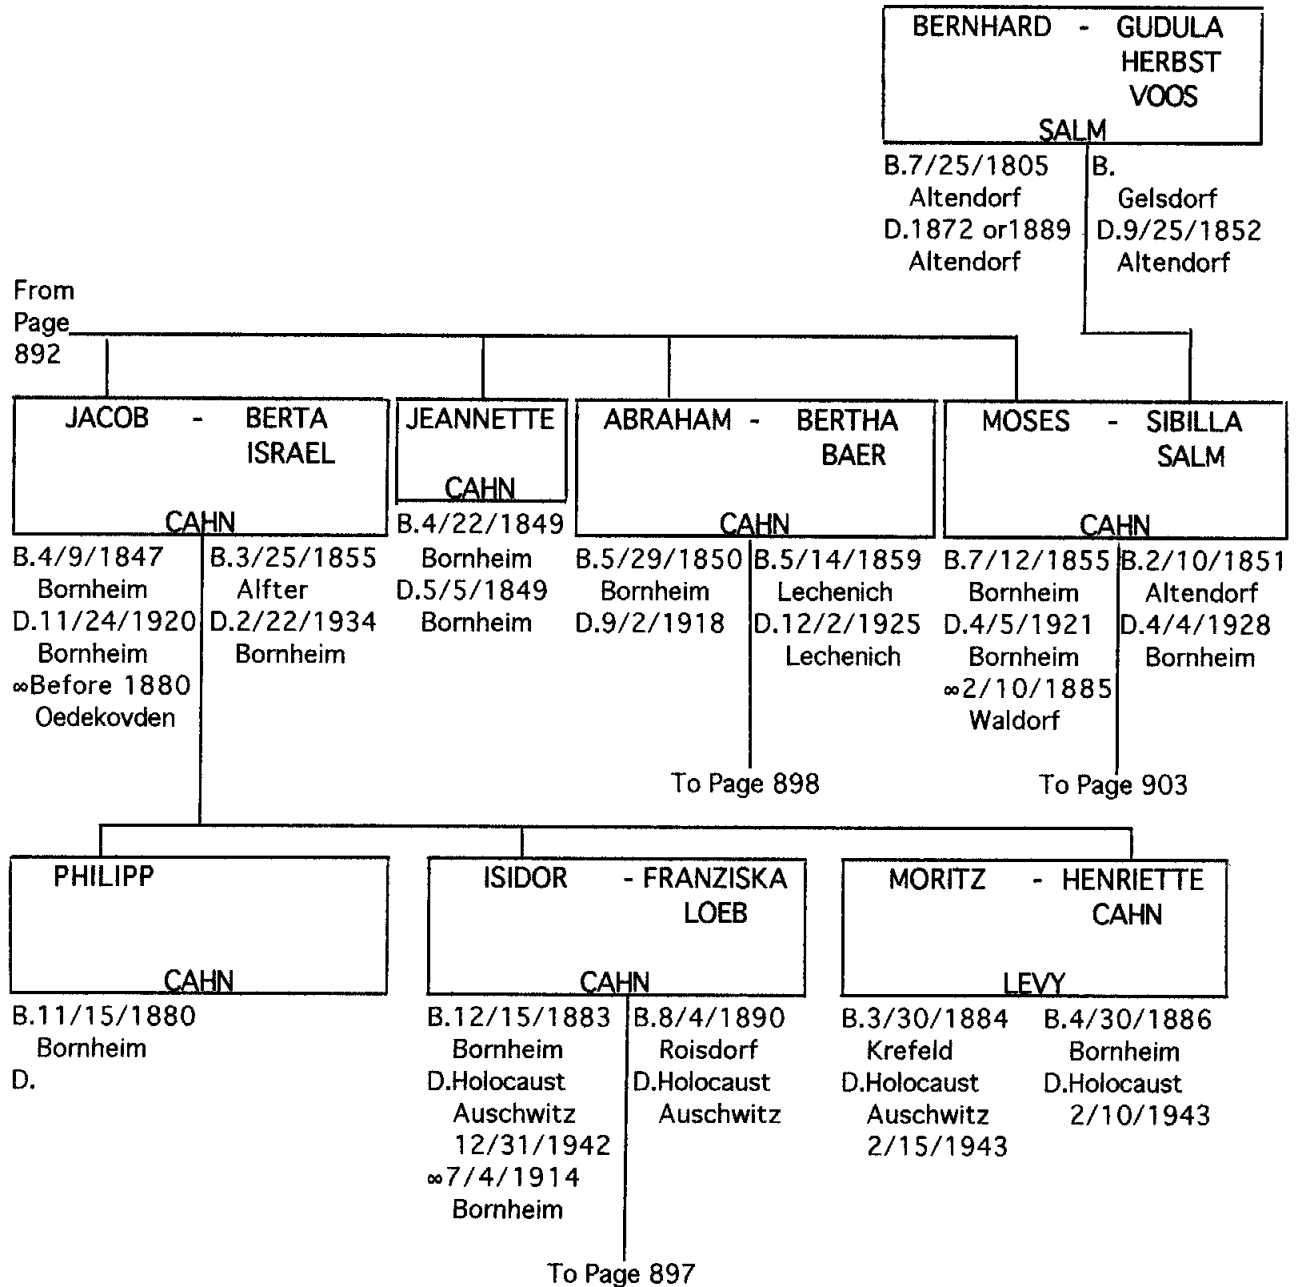 BERNHARD - GUDULA
HERBST
VOOS
SALM
B.7/25/1805
Altendorf
D.1872 or1889
Altendorf
B.
Gelsdorf
D.9/25/1852
Altendorf
From
Page
892
JACOB - BERTA
ISRAEL
CAHN
B.4/9/1847
Bornheim
D.11/24/1920
Bornheim
∞Before 1880
Oedekovden
B.3/25/1855
Alfter
D.2/22/1934
Bornheim
JEANNETTE
CAHN
B.4/22/1849
Bornheim
D.5/5/1849
Bornheim
ABRAHAM - BERTHA
BAER
CAHN
B.5/29/1850
Bornheim
D.9/2/1918
B.5/14/1859
Lechenich
D.12/2/1925
Lechenich
To Page 898
MOSES - SIBILLA
SALM
CAHN
B.7/12/1855
Bornheim
D.4/5/1921
Bornheim
∞2/10/1885
Waldorf
B.2/10/1851
Altendorf
D.4/4/1928
Bornheim
To Page 903
PHILIPP
CAHN
B.11/15/1880
Bornheim
D.
ISIDOR - FRANZISKA
LOEB
CAHN
B.12/15/1883
Bornheim
D.Holocaust
Auschwitz
12/31/1942
∞7/4/1914
Bornheim
B.8/4/1890
Roisdorf
D.Holocaust
Auschwitz
To Page 897
MORITZ - HENRIETTE
CAHN
LEVY
B.3/30/1884
Krefeld
D.Holocaust
Auschwitz
2/15/1943
B.4/30/1886
Bornheim
D.Holocaust
2/10/1943